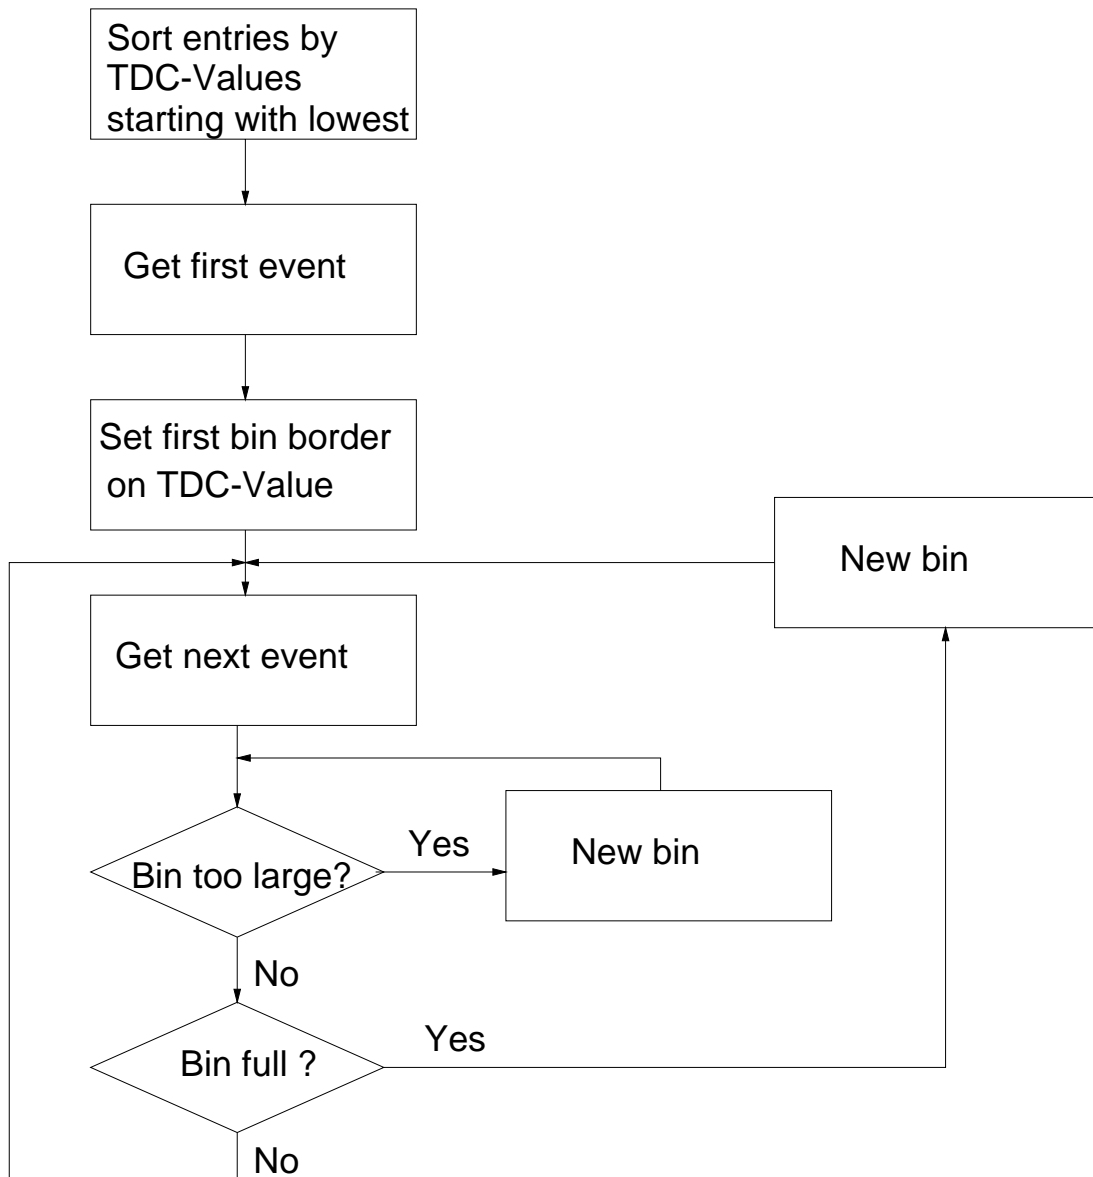 Sort entries by
TDC-Values
starting with lowest
Get first event
Set first bin border
on TDC-Value
New bin
Get next event
Yes
New bin
Bin too large?
No
Yes
Bin full ?
No